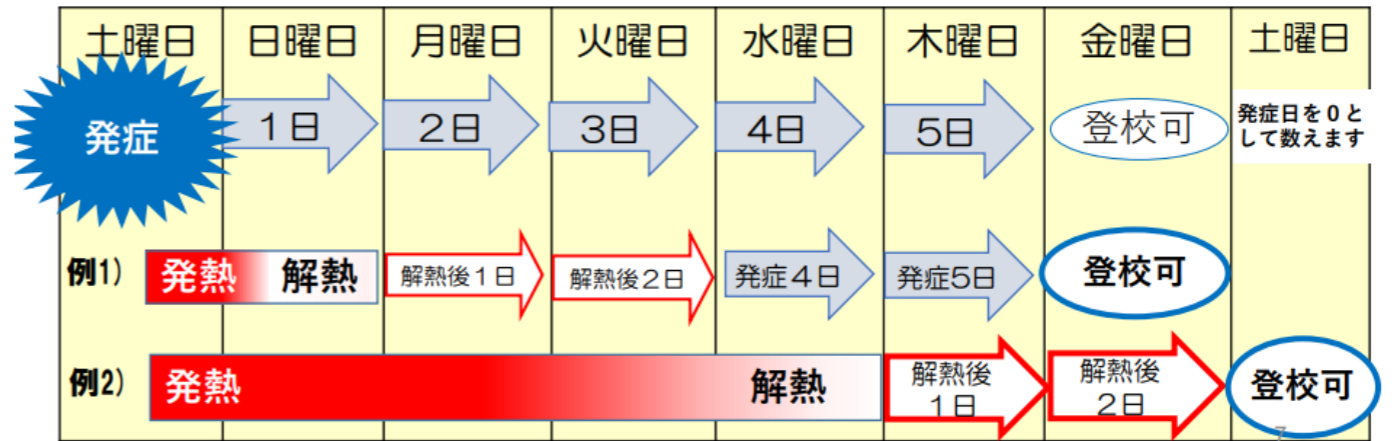 土曜日 日曜日 月曜日 火曜日 水曜日 木曜日 金曜日 土曜日
発症 1日 2日 3日 4日 5日 登校可 発症日を0と
して数えます
例1) 発熱 解熱 解熱後1日 解熱後2日 発症4日 発症5日 登校可
例2) 発熱 解熱 解熱後
1日 解熱後
2日 登校可
7